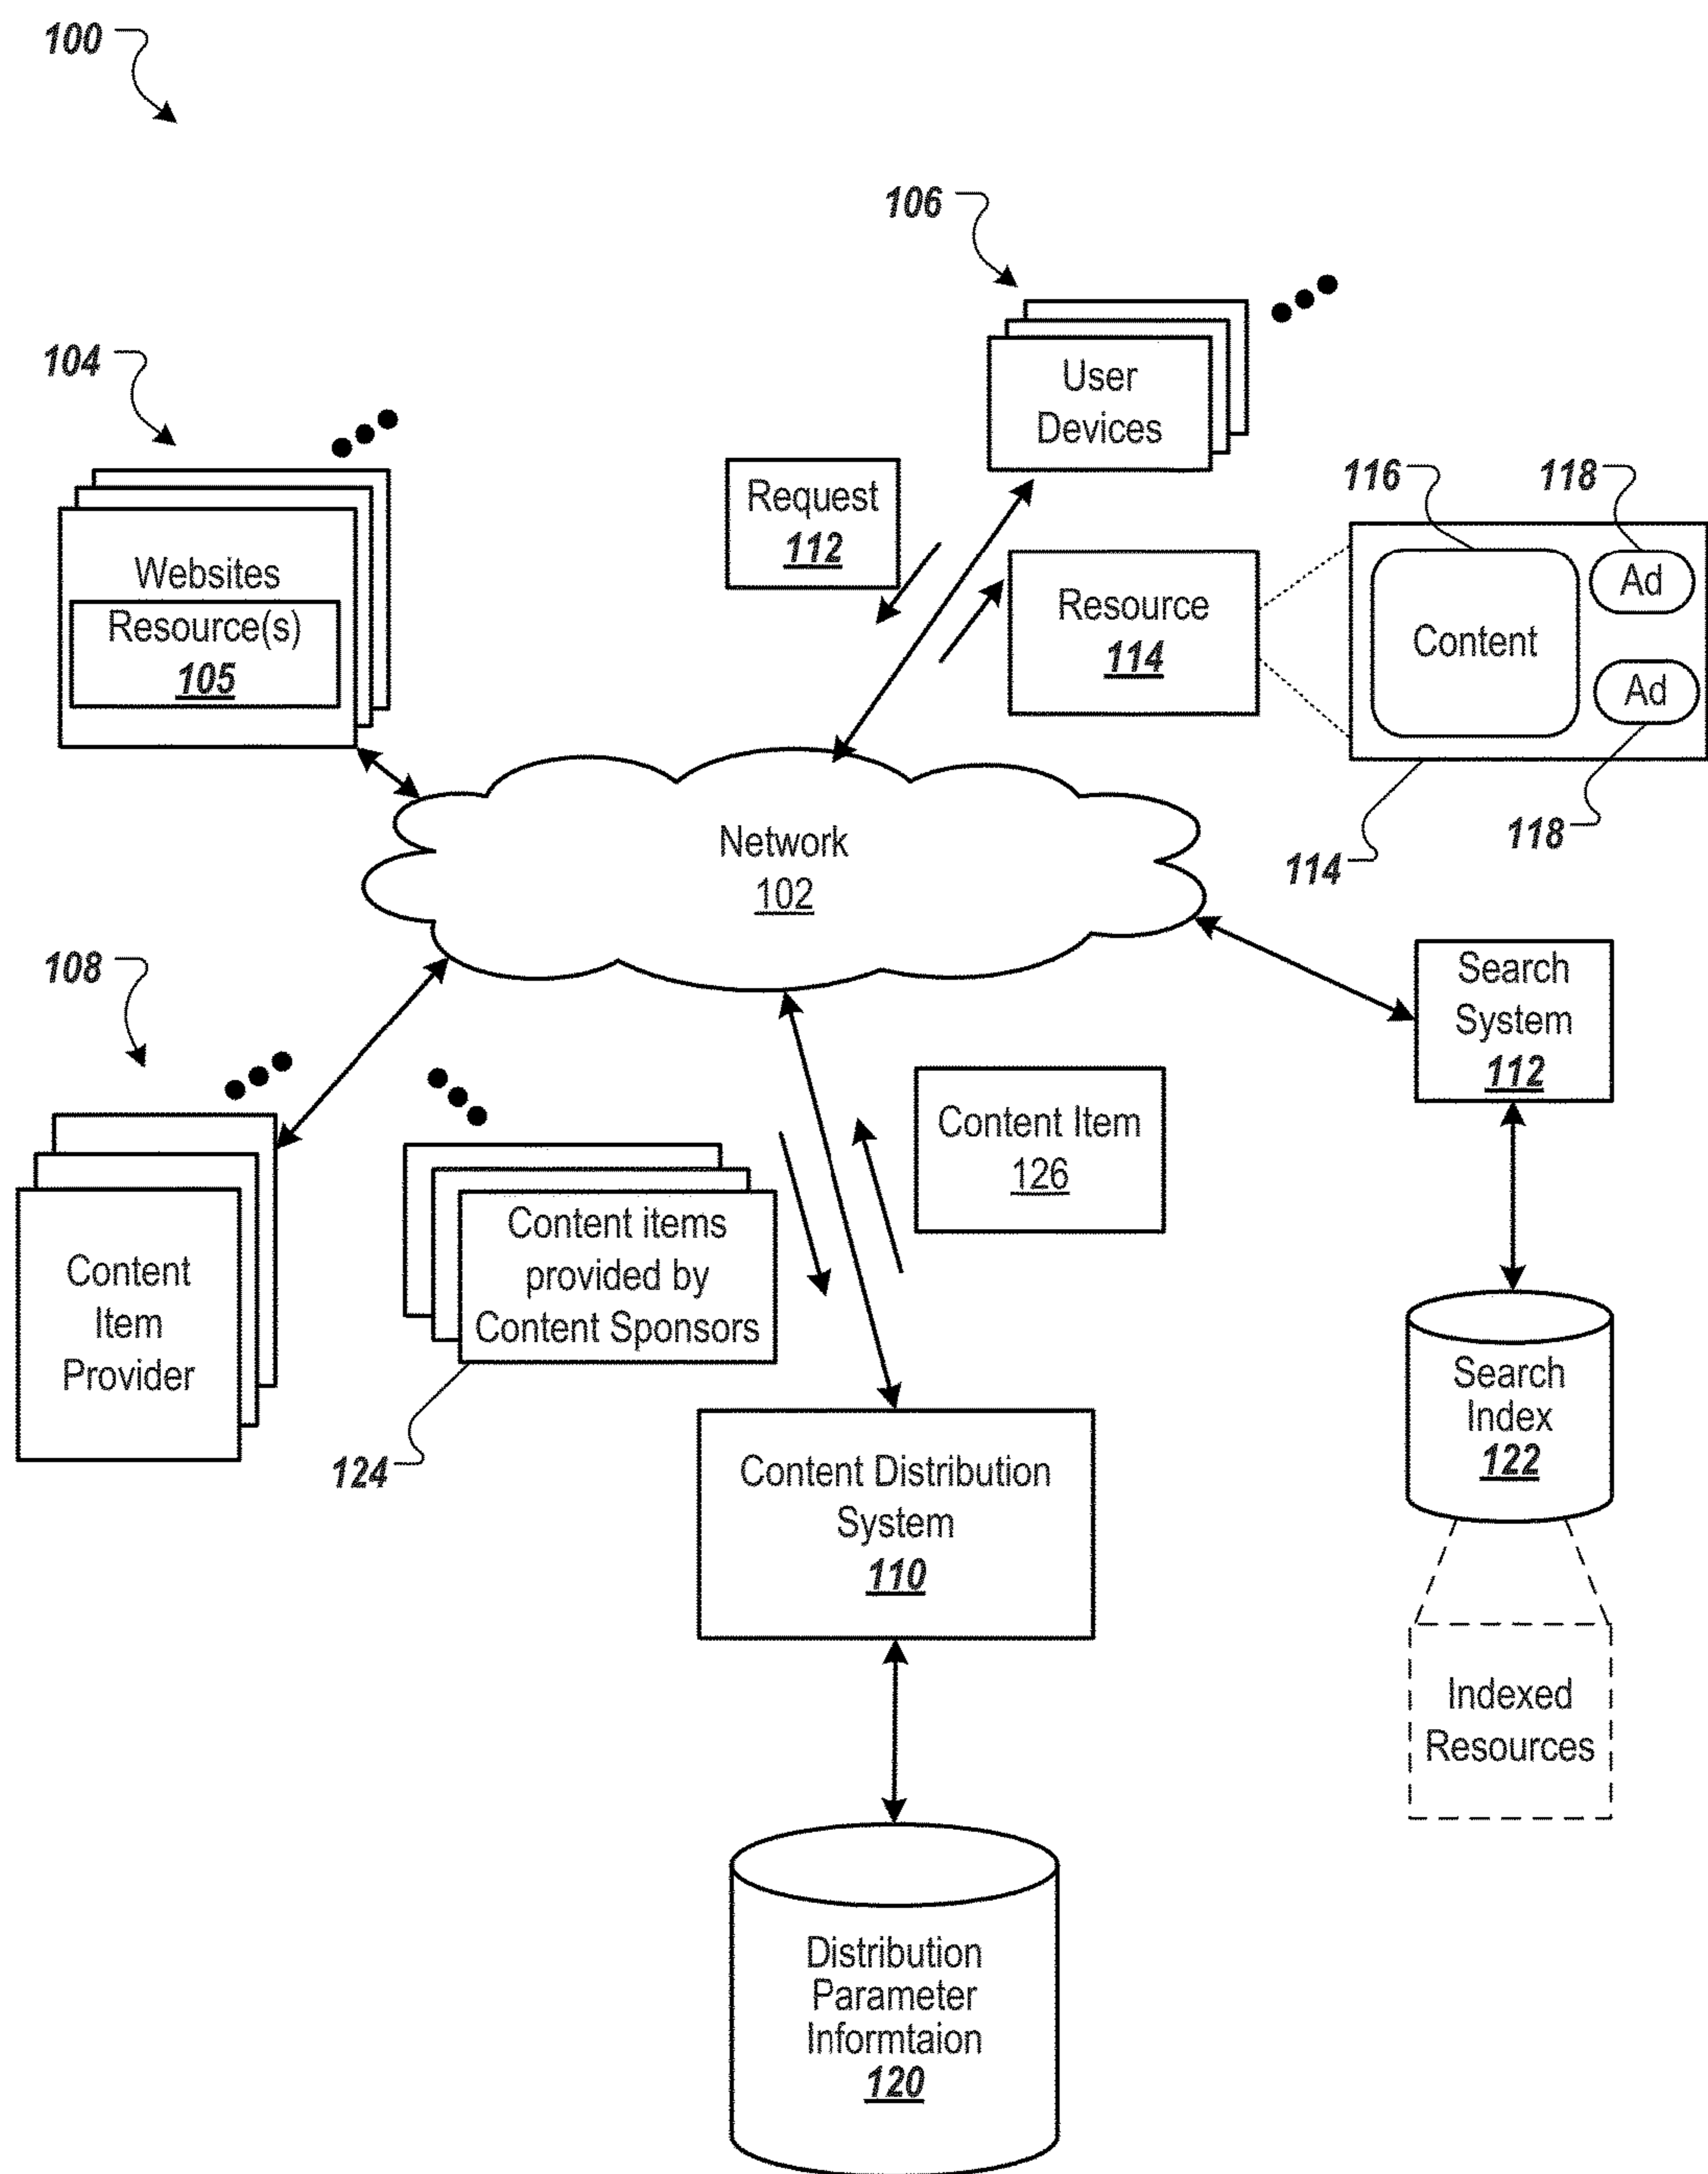 100
106
104
User
Devices
116
118
Request
112
Websites
Resource(s)
105
Resource
114
Content
Ad
Ad
118
114
Network
102
108
Search
System
112
Content Item
126
Content
Item
Provider
Content items
provided by
Content Sponsors
124
Search
Index
122
Content Distribution
System
110
Indexed
Resources
Distribution
Parameter
Informtaion
120